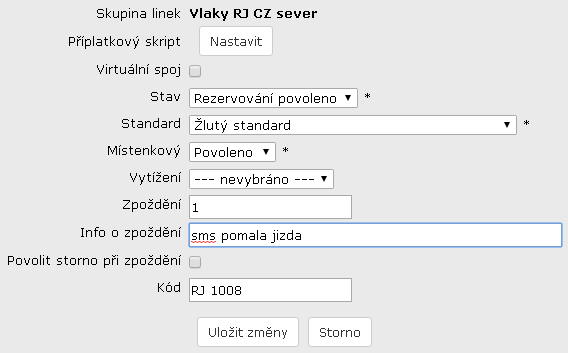 Skupina linek Vlaky RJ CZ sever
Příplatkový skript Nastavit
Virtuální spoj
Stav Rezervování povoleno *
Standard Žlutý standard *
Místenkový Povoleno *
Vytížení --- nevybráno ---
Zpoždění 1
Info o zpoždění sms pomala jizda
Povolit storno při zpoždění
Kód RJ 1008
Uložit změny Storno